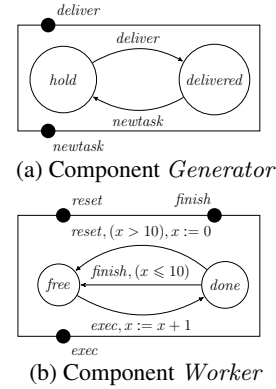 deliver
deliver
hold
delivered
newtask
newtask
(a) Component Generator
reset
finish
reset, (x > 10), x := 0
finish, (x ⩽ 10)
free
done
exec, x := x + 1
exec
(b) Component Worker